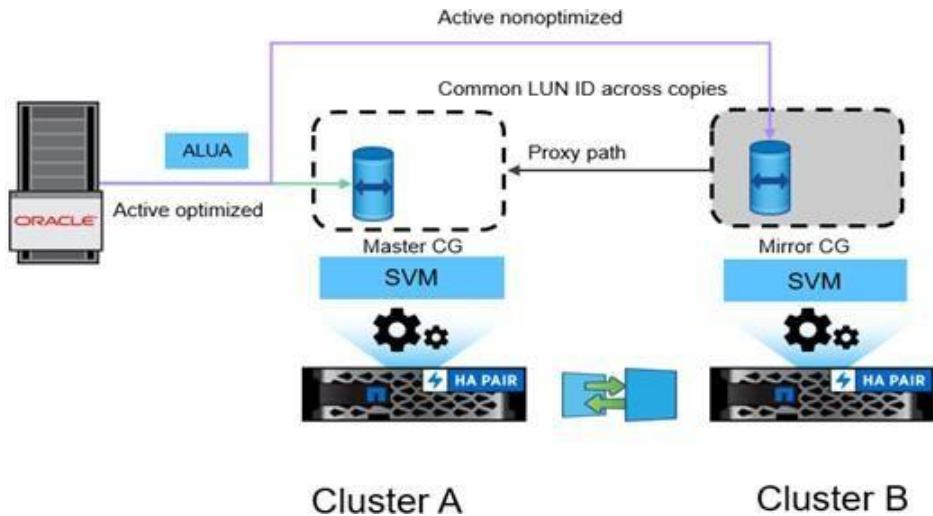 Active nonoptimized
Common LUN ID across copies
ALUA
Proxy path
ORACLE
Active optimized
Master CG
Mirror CG
SVM
SVM
HA PAIR
HA PAIR
Cluster A
Cluster B